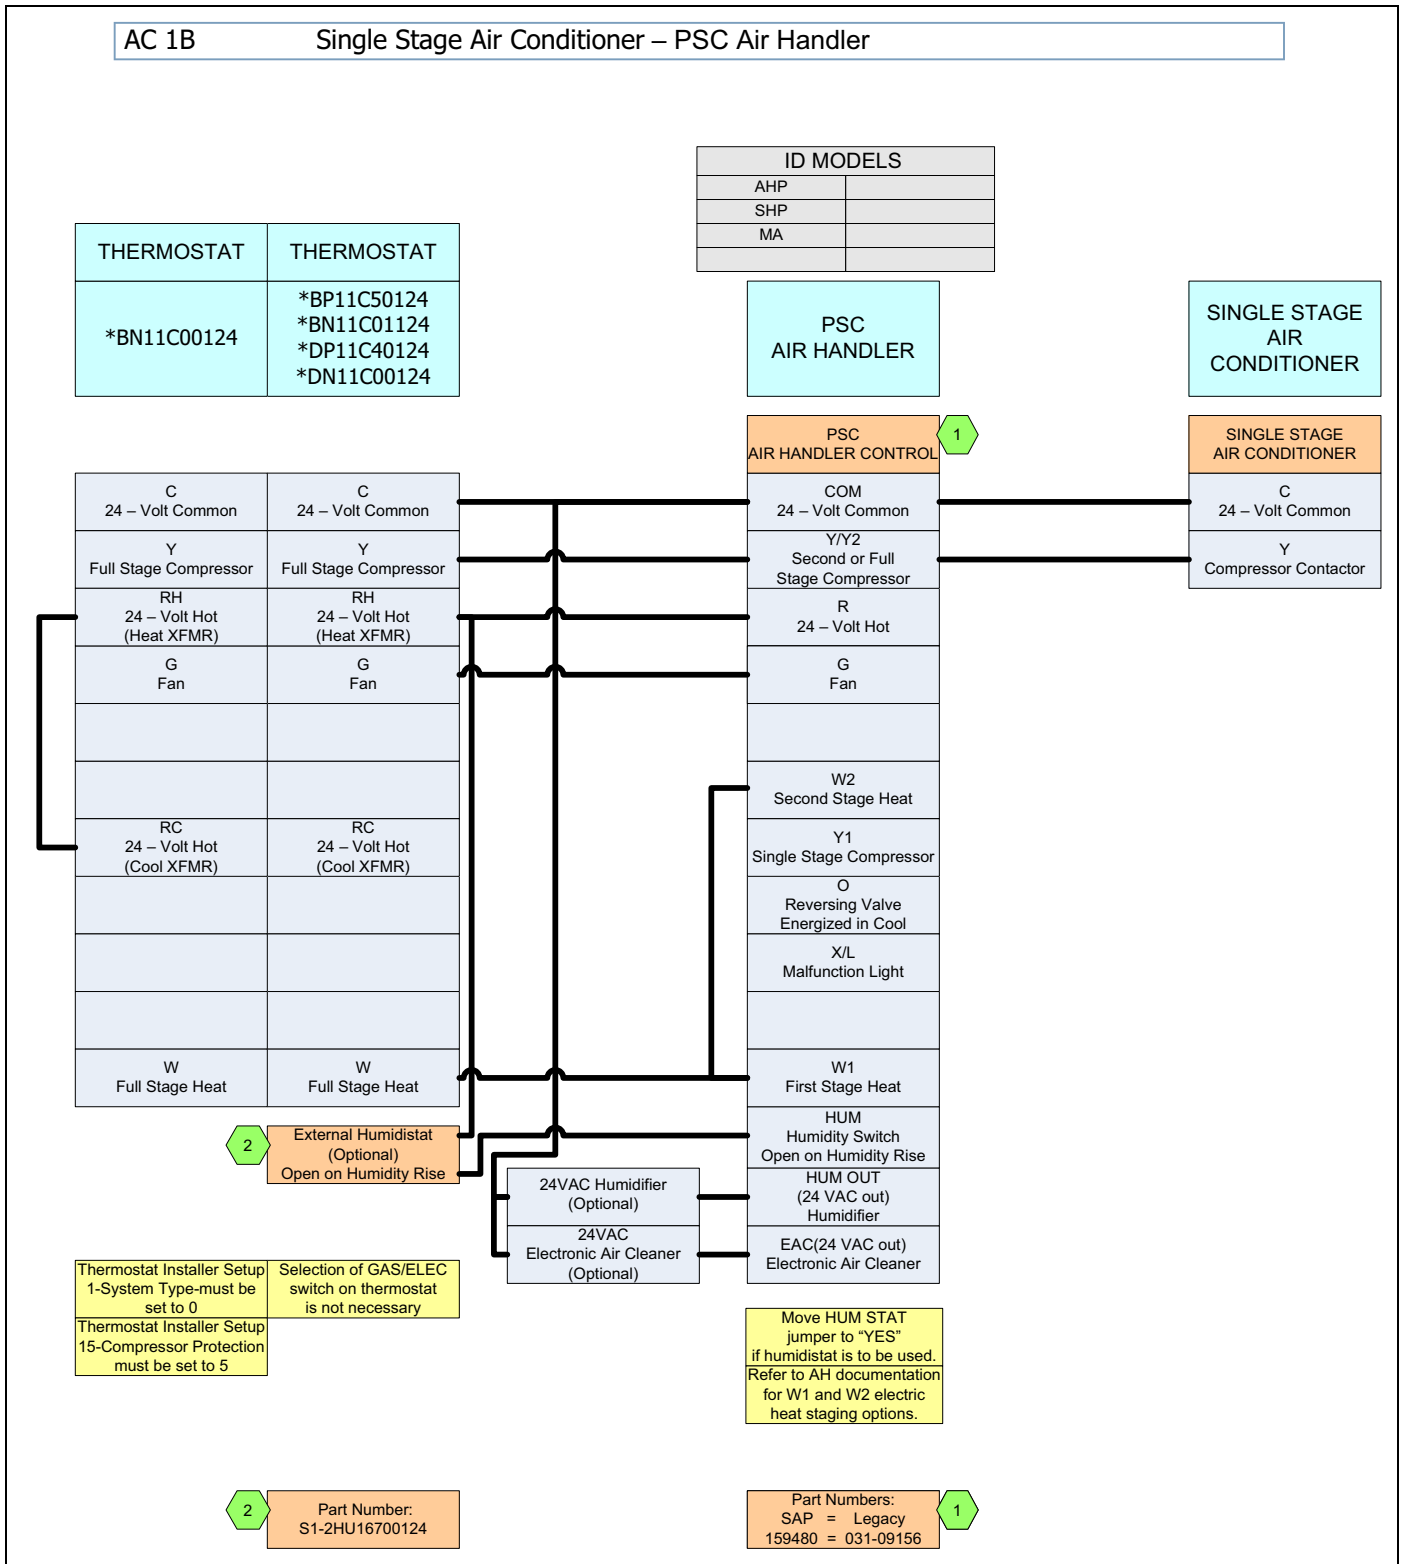 AC 1B Single Stage Air Conditioner – PSC Air Handler
ID MODELS
AHP
SHP
MA
THERMOSTAT
THERMOSTAT
*BN11C00124
*BP11C50124
*BN11C01124
*DP11C40124
*DN11C00124
PSC
AIR HANDLER
SINGLE STAGE
AIR
CONDITIONER
PSC
AIR HANDLER CONTROL
1
SINGLE STAGE
AIR CONDITIONER
C
24 – Volt Common
C
24 – Volt Common
COM
24 – Volt Common
C
24 – Volt Common
Y
Full Stage Compressor
Y
Full Stage Compressor
Y/Y2
Second or Full
Stage Compressor
Y
Compressor Contactor
RH
24 – Volt Hot
(Heat XFMR)
RH
24 – Volt Hot
(Heat XFMR)
R
24 – Volt Hot
G
Fan
G
Fan
G
Fan
W2
Second Stage Heat
RC
24 – Volt Hot
(Cool XFMR)
RC
24 – Volt Hot
(Cool XFMR)
Y1
Single Stage Compressor
O
Reversing Valve
Energized in Cool
X/L
Malfunction Light
W
Full Stage Heat
W
Full Stage Heat
W1
First Stage Heat
2
External Humidistat
(Optional)
Open on Humidity Rise
HUM
Humidity Switch
Open on Humidity Rise
24VAC Humidifier
(Optional)
HUM OUT
(24 VAC out)
Humidifier
24VAC
Electronic Air Cleaner
(Optional)
EAC(24 VAC out)
Electronic Air Cleaner
Thermostat Installer Setup
1-System Type-must be
set to 0
Selection of GAS/ELEC
switch on thermostat
is not necessary
Thermostat Installer Setup
15-Compressor Protection
must be set to 5
Move HUM STAT
jumper to “YES”
if humidistat is to be used.
Refer to AH documentation
for W1 and W2 electric
heat staging options.
2
Part Number:
S1-2HU16700124
Part Numbers:
SAP = Legacy
159480 = 031-09156
1